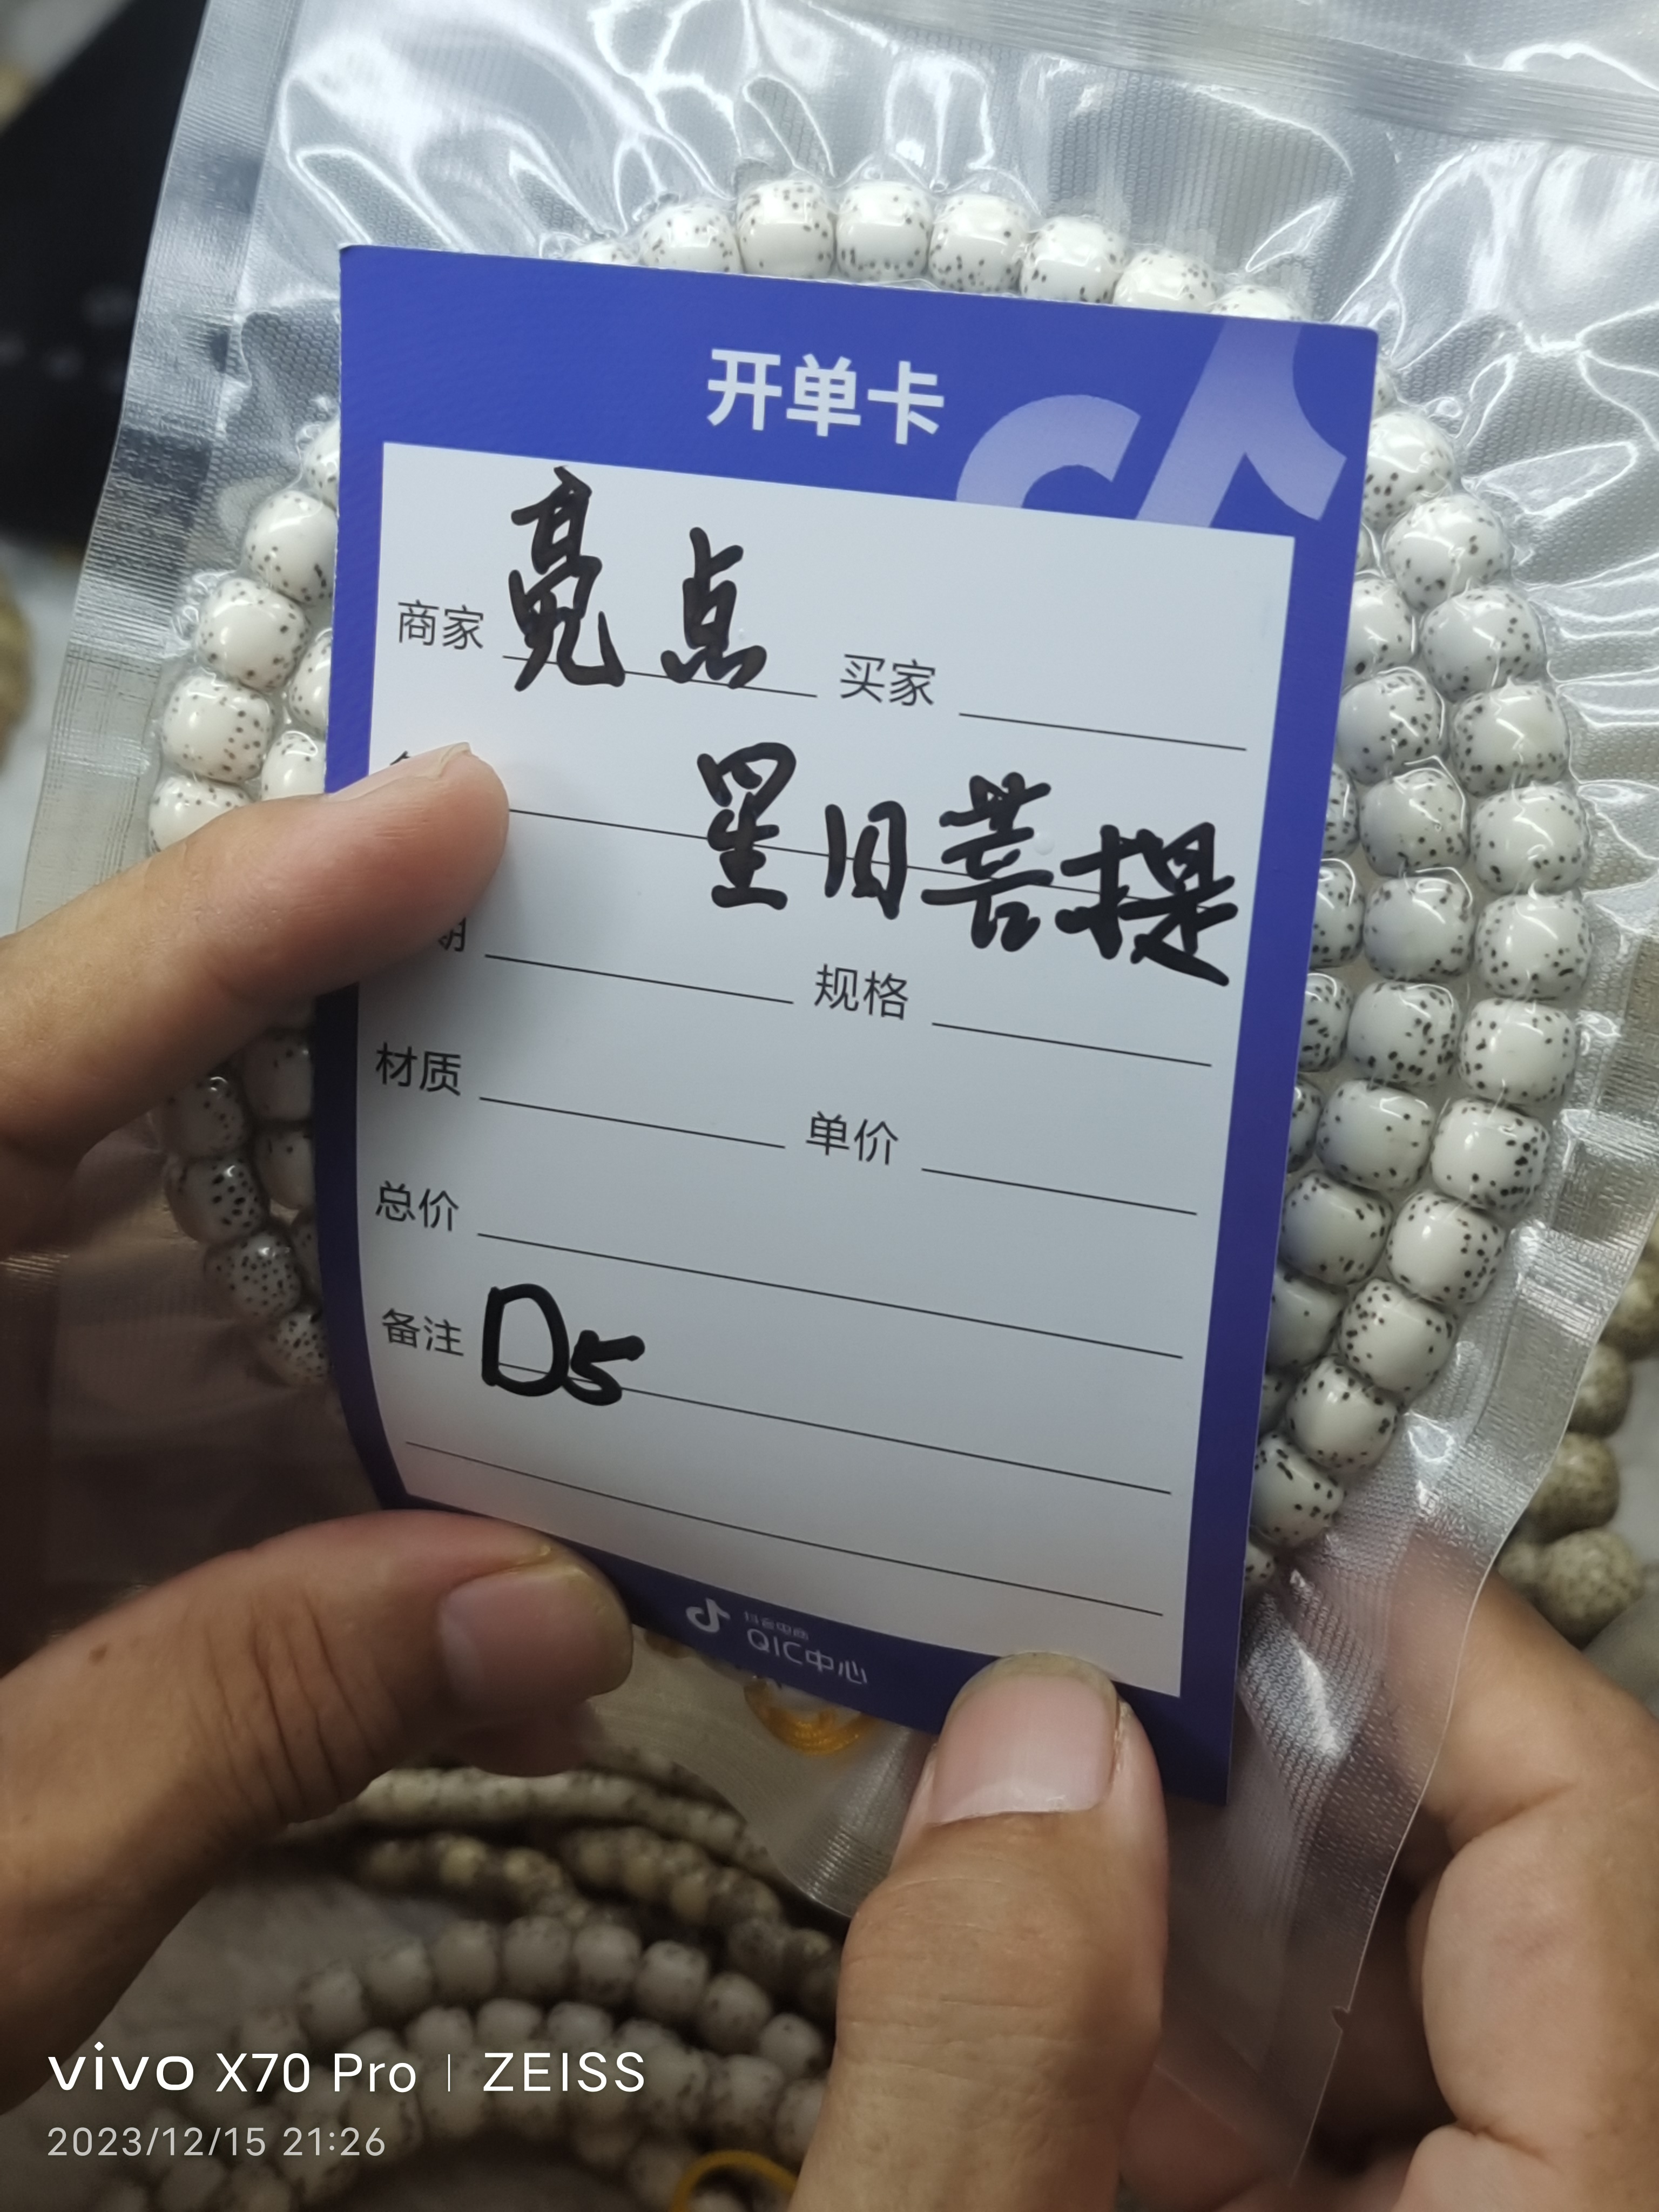 开单卡
商家 亮点 买家
星月菩提
期 规格
材质 单价
总价
备注 D5
抖音电商
QIC中心
vivo X70 Pro | ZEISS
2023/12/15 21:26